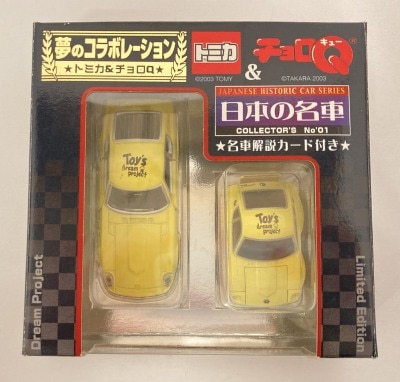 夢のコラボレーション
★トミカ&チョロQ★
トミカ
©2003 TOMY
&
チョロQキュー®
©TAKARA 2003
JAPANESE HISTORIC CAR SERIES
日本の名車
COLLECTOR'S No'01
★名車解説カード付き★
Toy's
dream
project
Toy's
dream
project
Dream Project
Limited Edition